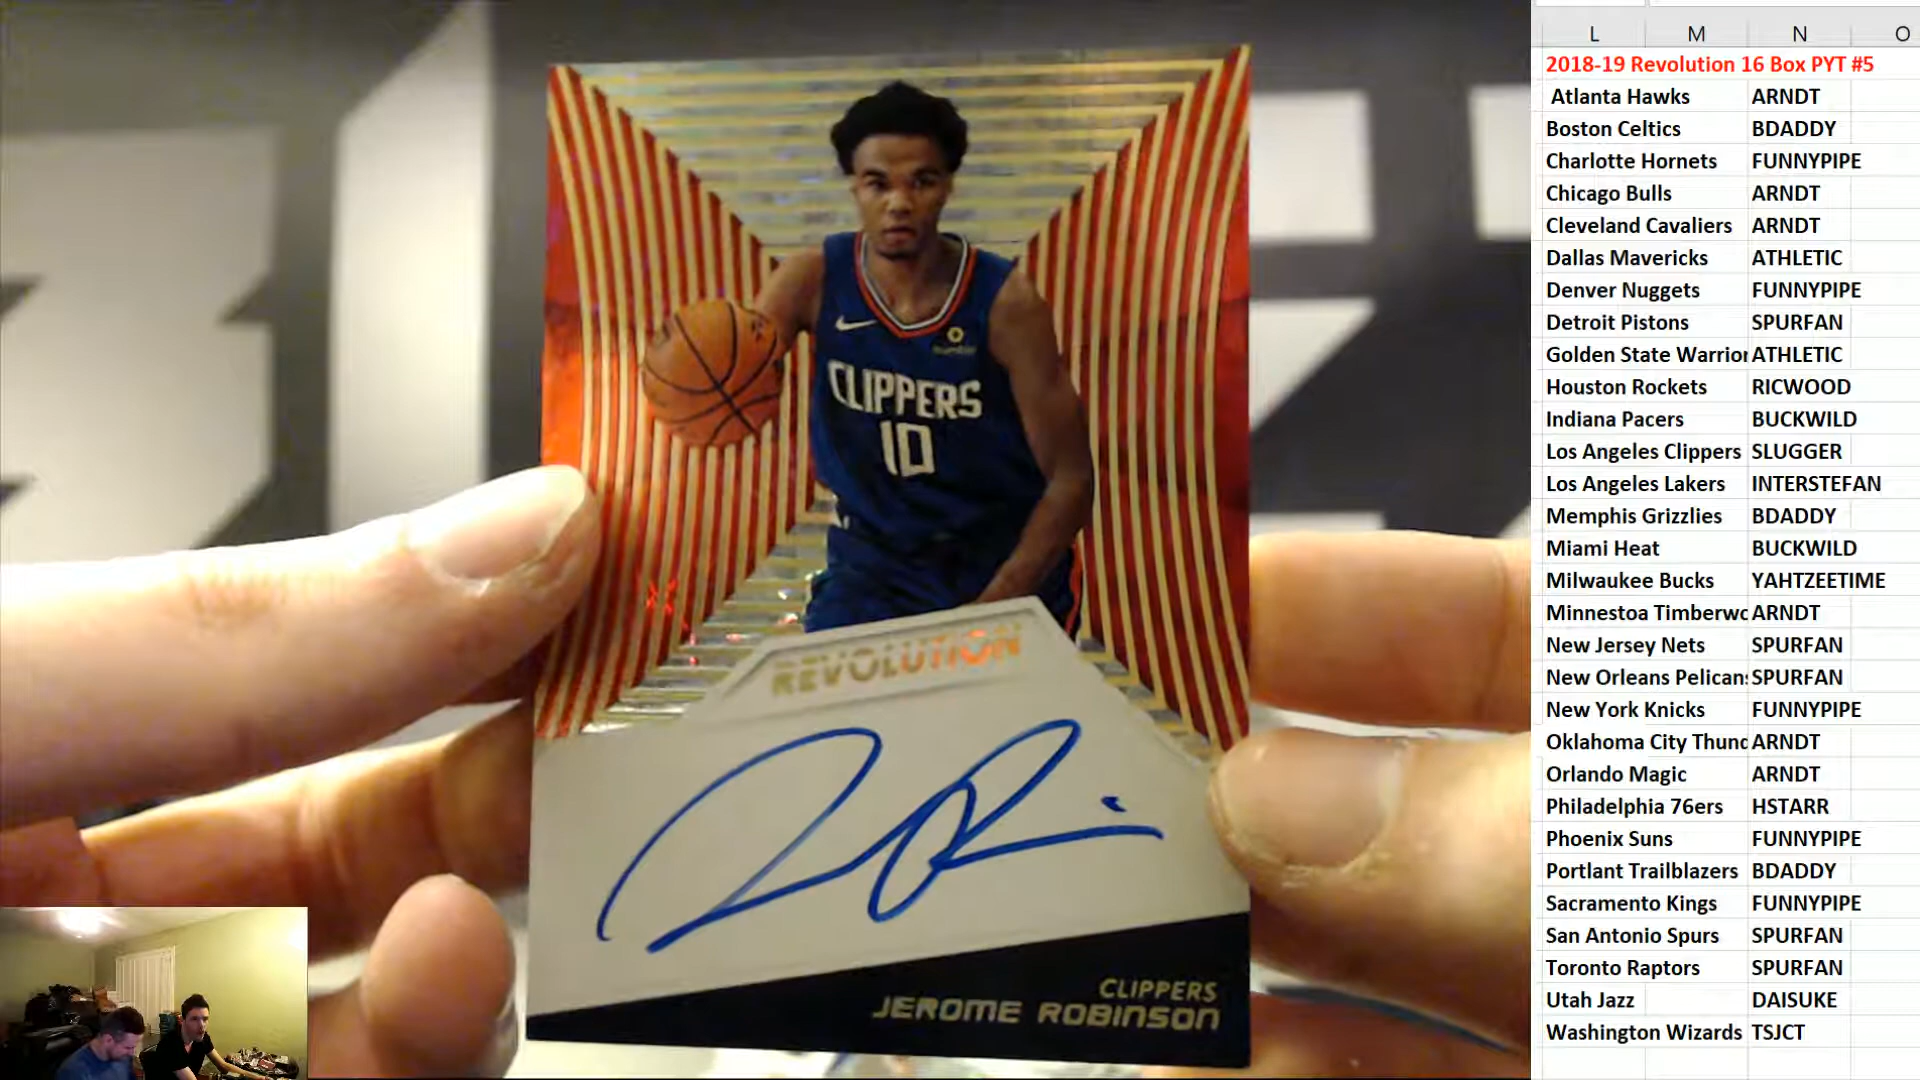 CLIPPERS
10
REVOLUTION
CLIPPERS
JEROME ROBINSON
L M N O
2018-19 Revolution 16 Box PYT #5
Atlanta Hawks ARNDT
Boston Celtics BDADDY
Charlotte Hornets FUNNYPIPE
Chicago Bulls ARNDT
Cleveland Cavaliers ARNDT
Dallas Mavericks ATHLETIC
Denver Nuggets FUNNYPIPE
Detroit Pistons SPURFAN
Golden State Warrior ATHLETIC
Houston Rockets RICWOOD
Indiana Pacers BUCKWILD
Los Angeles Clippers SLUGGER
Los Angeles Lakers INTERSTEFAN
Memphis Grizzlies BDADDY
Miami Heat BUCKWILD
Milwaukee Bucks YAHTZEETIME
Minnestoa Timberwo ARNDT
New Jersey Nets SPURFAN
New Orleans Pelicans SPURFAN
New York Knicks FUNNYPIPE
Oklahoma City Thund ARNDT
Orlando Magic ARNDT
Philadelphia 76ers HSTARR
Phoenix Suns FUNNYPIPE
Portlant Trailblazers BDADDY
Sacramento Kings FUNNYPIPE
San Antonio Spurs SPURFAN
Toronto Raptors SPURFAN
Utah Jazz DAISUKE
Washington Wizards TSJCT